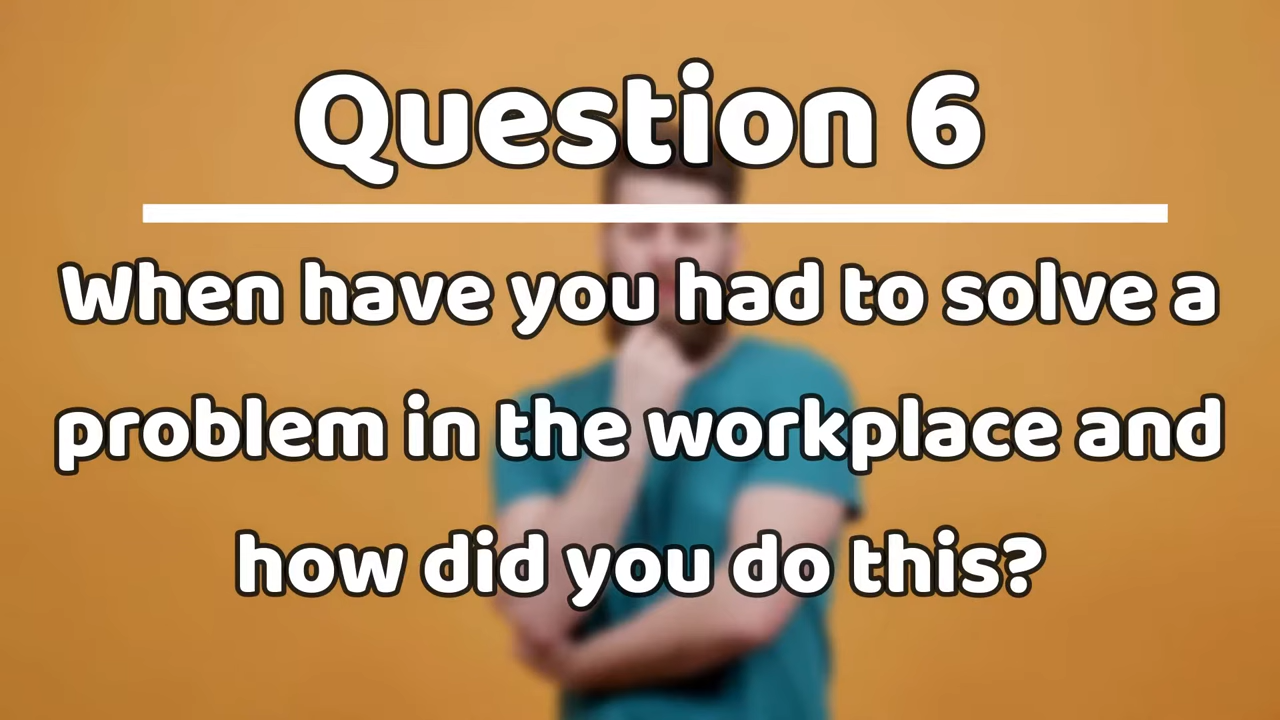 Question 6
When have you had to solve a
problem in the workplace and
how did you do this?